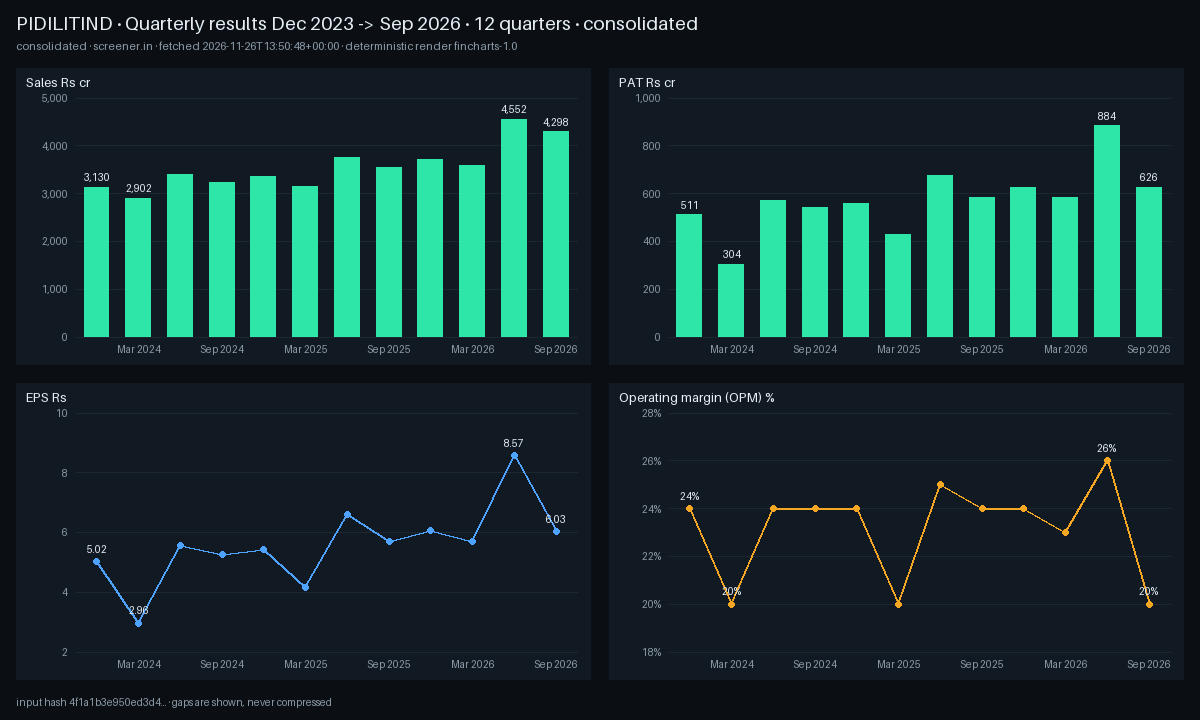 PIDILITIND · Quarterly results Dec 2023 -> Sep 2026 · 12 quarters · consolidated
consolidated · screener.in · fetched 2026-11-26T13:50:48+00:00 · deterministic render fincharts-1.0
Sales Rs cr
5,000
4,000
3,000
2,000
1,000
0
3,130
2,902
4,552
4,298
Mar 2024
Sep 2024
Mar 2025
Sep 2025
Mar 2026
Sep 2026
PAT Rs cr
1,000
800
600
400
200
0
511
304
884
626
Mar 2024
Sep 2024
Mar 2025
Sep 2025
Mar 2026
Sep 2026
EPS Rs
10
8
6
4
2
5.02
2.96
8.57
6.03
Mar 2024
Sep 2024
Mar 2025
Sep 2025
Mar 2026
Sep 2026
Operating margin (OPM) %
28%
26%
24%
22%
20%
18%
24%
20%
26%
20%
Mar 2024
Sep 2024
Mar 2025
Sep 2025
Mar 2026
Sep 2026
input hash 4f1a1b3e950ed3d4… · gaps are shown, never compressed